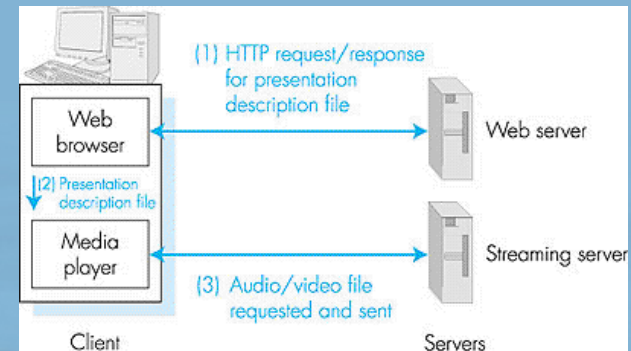 (1) HTTP request/response
for presentation
description file
Web
browser
Web server
(2) Presentation
description file
Media
player
Streaming server
(3) Audio/video file
requested and sent
Client
Servers